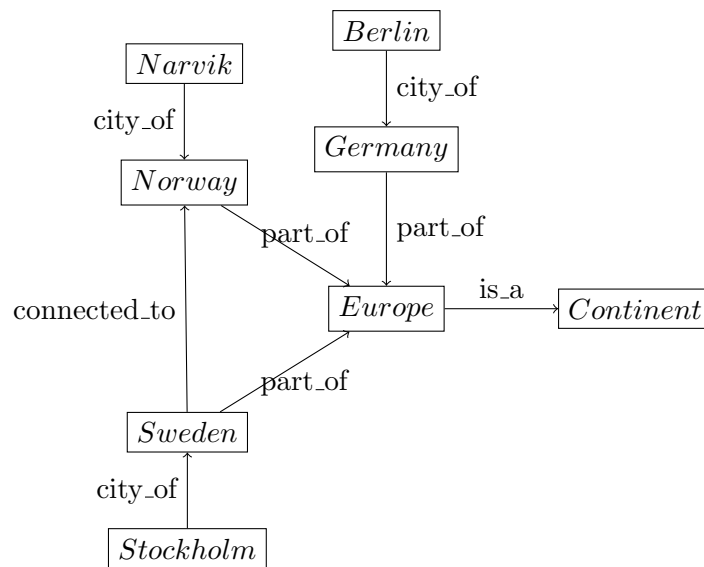 Berlin
Narvik
city_of
city_of
Germany
Norway
part_of
part_of
Europe
is_a
Continent
connected_to
part_of
Sweden
city_of
Stockholm